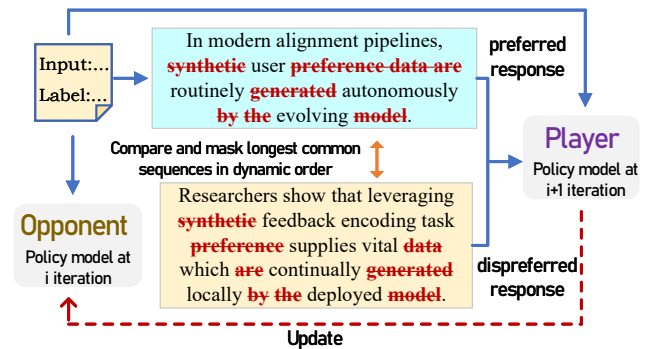 Input:...
Label:...
In modern alignment pipelines,
synthetic user preference data are
routinely generated autonomously
by the evolving model.
preferred
response
Compare and mask longest common
sequences in dynamic order
Player
Policy model at
i+1 iteration
Opponent
Policy model at
i iteration
Researchers show that leveraging
synthetic feedback encoding task
preference supplies vital data
which are continually generated
locally by the deployed model.
dispreferred
response
Update